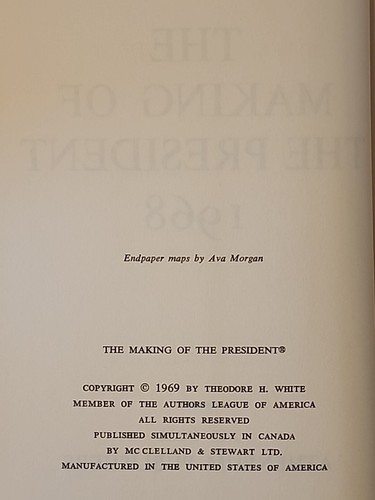 THE
MAKING OF
THE PRESIDENT
1968
Endpaper maps by Ava Morgan
THE MAKING OF THE PRESIDENT®
COPYRIGHT © 1969 BY THEODORE H. WHITE
MEMBER OF THE AUTHORS LEAGUE OF AMERICA
ALL RIGHTS RESERVED
PUBLISHED SIMULTANEOUSLY IN CANADA
BY MC CLELLAND & STEWART LTD.
MANUFACTURED IN THE UNITED STATES OF AMERICA